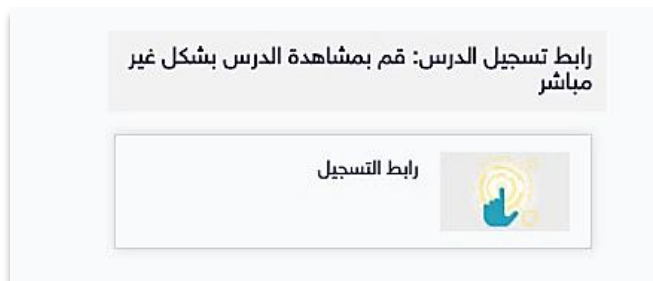 رابط تسجيل الدرس: قم بمشاهدة الدرس بشكل غير
مباشر
رابط التسجيل